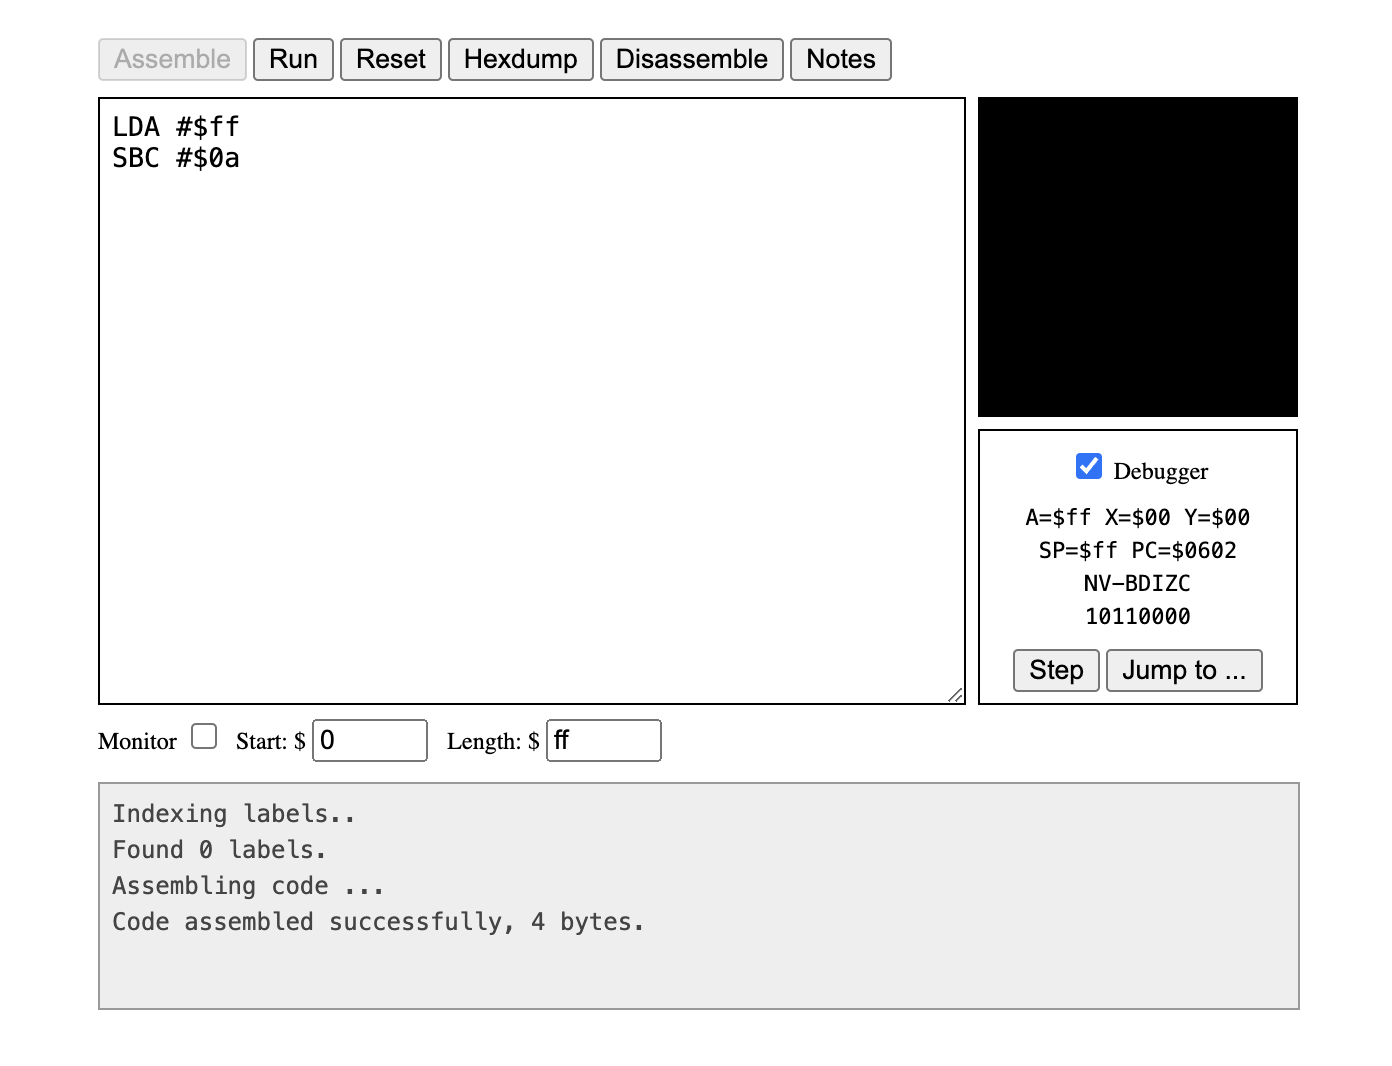 Assemble Run Reset Hexdump Disassemble Notes
LDA #$ff
SBC #$0a
Debugger
A=$ff X=$00 Y=$00
SP=$ff PC=$0602
NV-BDIZC
10110000
Step Jump to ...
Monitor Start: $ 0 Length: $ ff
Indexing labels..
Found 0 labels.
Assembling code ...
Code assembled successfully, 4 bytes.